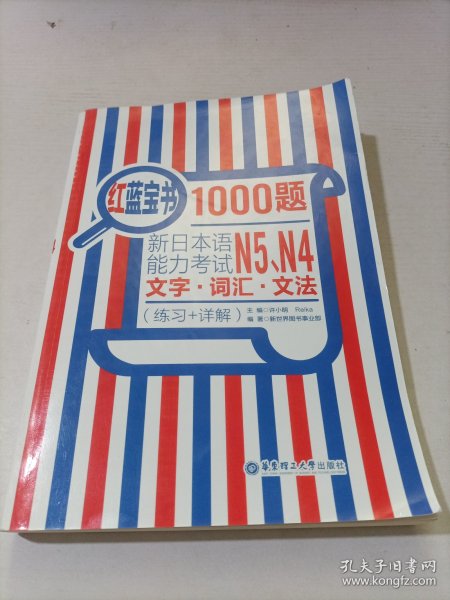 红蓝宝书
1000题
新日本语
能力考试 N5、N4
文字·词汇·文法
(练习+详解)
主 编◎许小明 Reika
编 著◎新世界图书事业部
华东理工大学出版社
孔夫子旧书网
www.kongfz.com